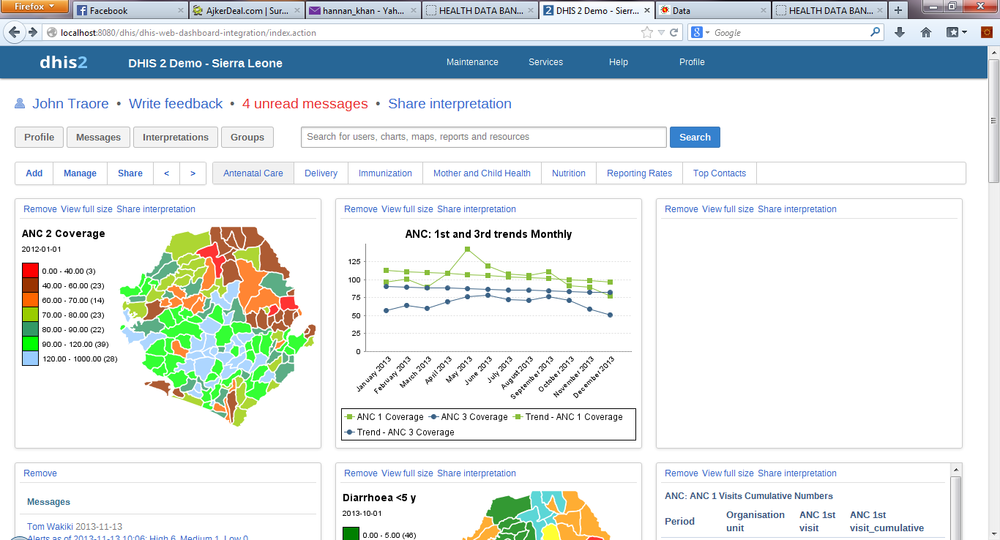 Firefox
Facebook
AjkerDeal.com | Sur...
hannan_khan - Yah...
HEALTH DATA BAN...
DHIS 2 Demo - Sierr...
Data
HEALTH DATA BAN...
localhost:8080/dhis/dhis-web-dashboard-integration/index.action
Google
dhis2 DHIS 2 Demo - Sierra Leone Maintenance Services Help Profile
John Traore • Write feedback • 4 unread messages • Share interpretation
Profile Messages Interpretations Groups Search for users, charts, maps, reports and resources Search
Add Manage Share < > Antenatal Care Delivery Immunization Mother and Child Health Nutrition Reporting Rates Top Contacts
Remove View full size Share interpretation
ANC 2 Coverage
2012-01-01
0.00 - 40.00 (3)
40.00 - 60.00 (23)
60.00 - 70.00 (14)
70.00 - 80.00 (23)
80.00 - 90.00 (22)
90.00 - 120.00 (39)
120.00 - 1000.00 (28)
Remove View full size Share interpretation
ANC: 1st and 3rd trends Monthly
125
100
75
50
25
0
January 2013
February 2013
March 2013
April 2013
May 2013
June 2013
July 2013
August 2013
September 2013
October 2013
November 2013
December 2013
ANC 1 Coverage ANC 3 Coverage Trend - ANC 1 Coverage
Trend - ANC 3 Coverage
Remove View full size Share interpretation
Remove
Messages
Tom Wakiki 2013-11-13
Alerts as of 2013-11-13 10:06: High 6, Medium 1, Low 0
Remove View full size Share interpretation
Diarrhoea <5 y
2013-10-01
0.00 - 5.00 (46)
Remove View full size Share interpretation
ANC: ANC 1 Visits Cumulative Numbers
Period Organisation unit ANC 1st visit ANC 1st visit_cumulative